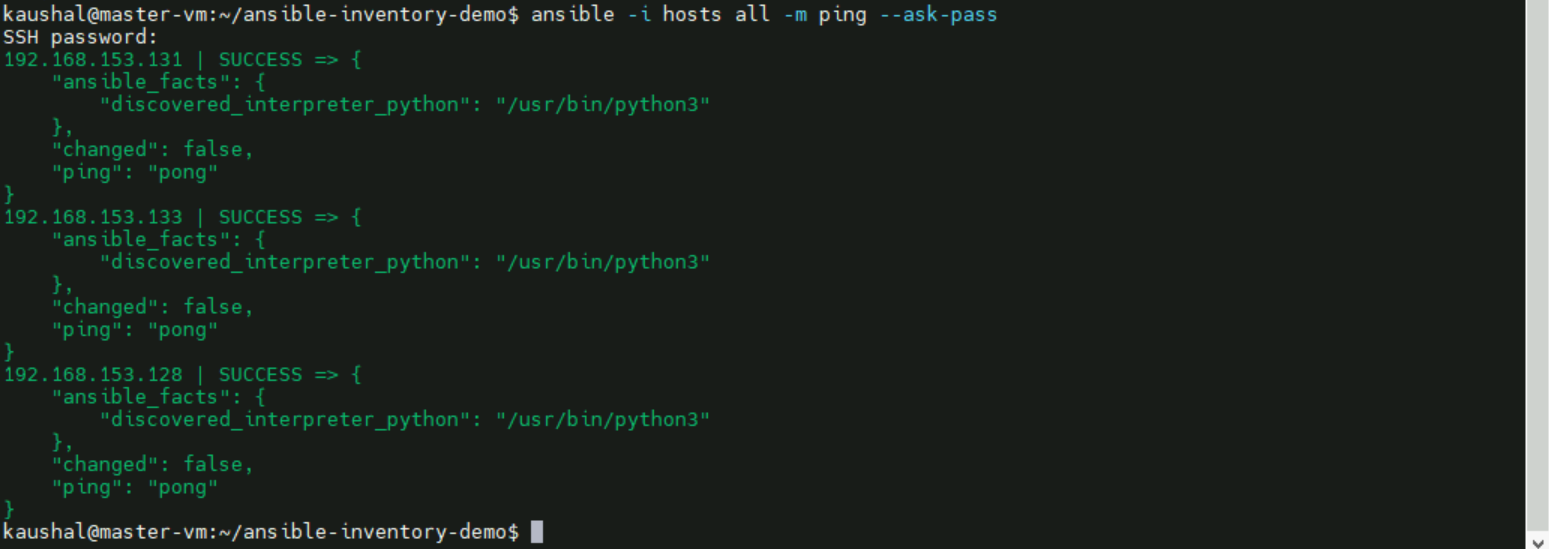 kaushal@master-vm:~/ansible-inventory-demo$ ansible -i hosts all -m ping --ask-pass
SSH password:
192.168.153.131 | SUCCESS => {
    "ansible_facts": {
        "discovered_interpreter_python": "/usr/bin/python3"
    },
    "changed": false,
    "ping": "pong"
}
192.168.153.133 | SUCCESS => {
    "ansible_facts": {
        "discovered_interpreter_python": "/usr/bin/python3"
    },
    "changed": false,
    "ping": "pong"
}
192.168.153.128 | SUCCESS => {
    "ansible_facts": {
        "discovered_interpreter_python": "/usr/bin/python3"
    },
    "changed": false,
    "ping": "pong"
}
kaushal@master-vm:~/ansible-inventory-demo$